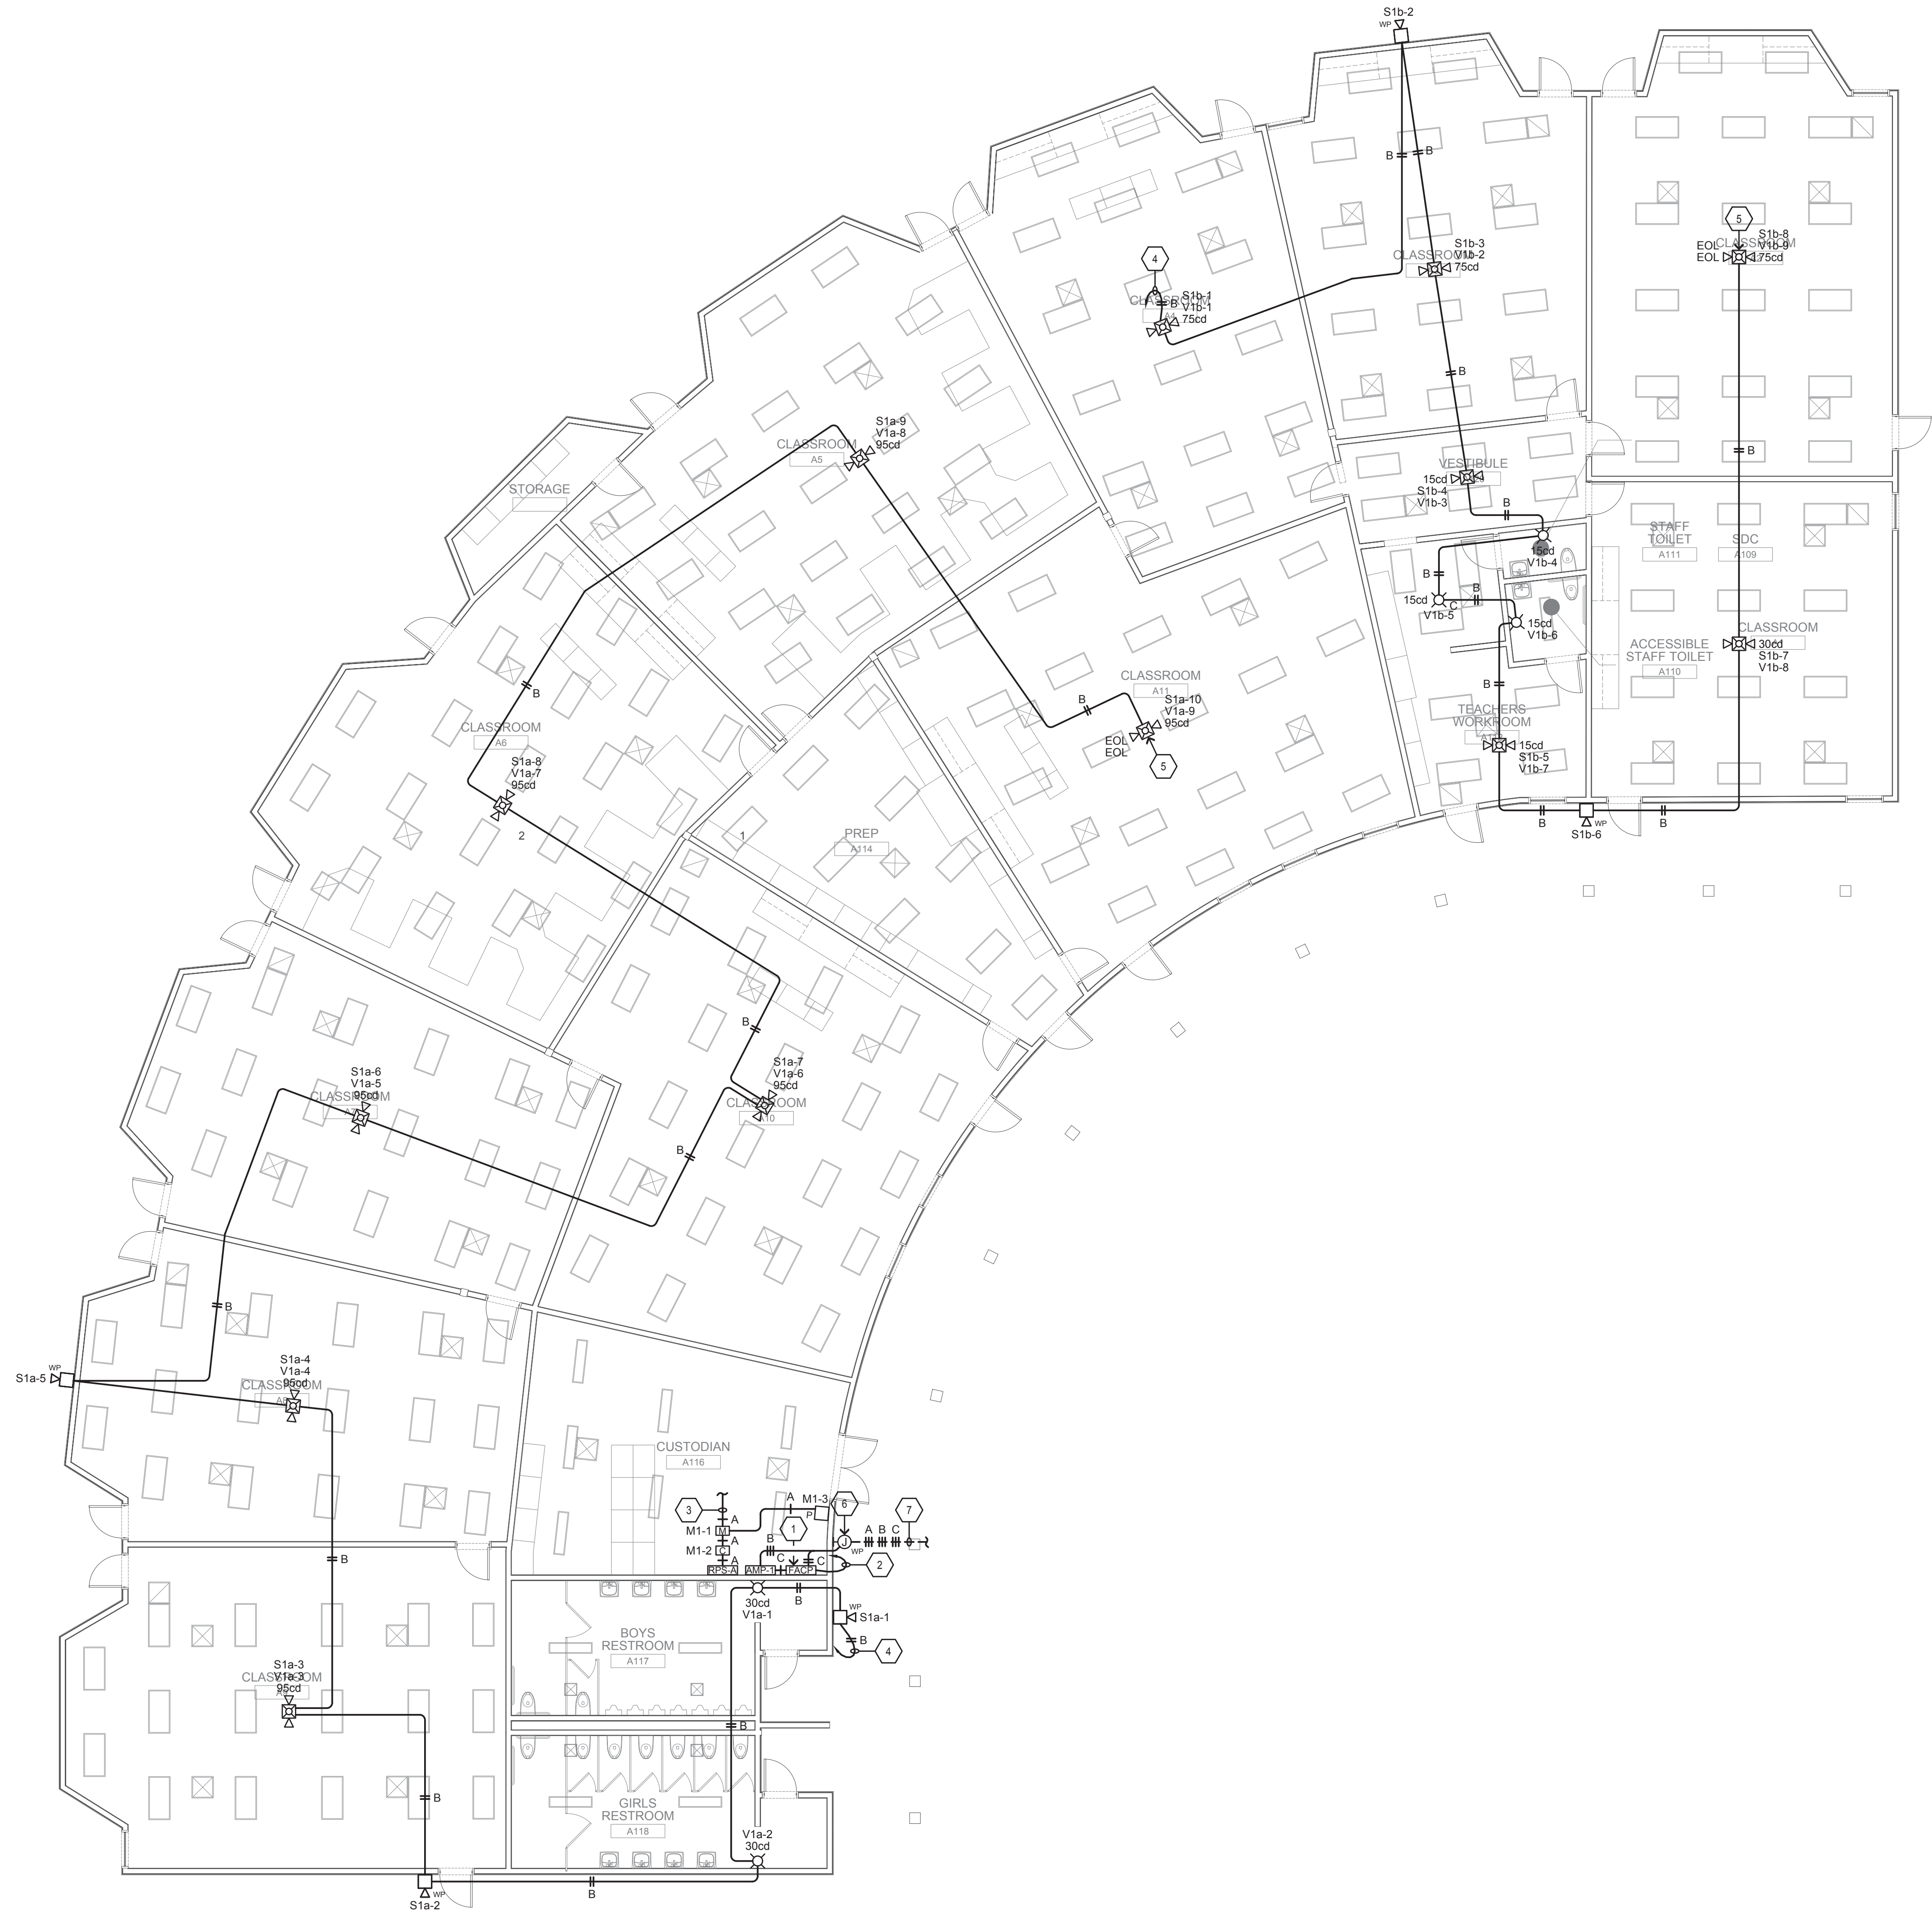 S1b-2
WP
B
B
S1b-3
V1b-2
75cd
CLASSROOM
5
S1b-8
V1b-9
75cd
EOL
EOL
CLASSROOM
4
B
S1b-1
V1b-1
75cd
CLASSROOM
A4
B
B
S1a-9
V1a-8
95cd
CLASSROOM
A5
STORAGE
VESTIBULE
15cd
S1b-4
V1b-3
B
15cd
V1b-4
STAFF
TOILET
A111
SDC
A109
B
15cd
V1b-5
B
C
15cd
V1b-6
CLASSROOM
30cd
S1b-7
V1b-8
ACCESSIBLE
STAFF TOILET
A110
B
B
CLASSROOM
A11
S1a-10
V1a-9
95cd
B
EOL
EOL
5
TEACHERS
WORKROOM
15cd
S1b-5
V1b-7
CLASSROOM
A6
S1a-8
V1a-7
95cd
2
1
PREP
A114
B
S1b-6
WP
B
B
S1a-7
V1a-6
95cd
CLASSROOM
A10
S1a-6
V1a-5
95cd
CLASSROOM
B
B
S1a-5
WP
S1a-4
V1a-4
95cd
CLASSROOM
CUSTODIAN
A116
3
A
M1-3
P
6
7
A
M1-1
M
1
B
A
B
C
J
WP
A
M1-2
C
A
C
C
2
RPS-A
AMP-1
FACP
B
30cd
V1a-1
B
WP
S1a-1
B
4
BOYS
RESTROOM
A117
S1a-3
V1a-3
95cd
CLASSROOM
B
B
GIRLS
RESTROOM
A118
V1a-2
30cd
WP
S1a-2
B